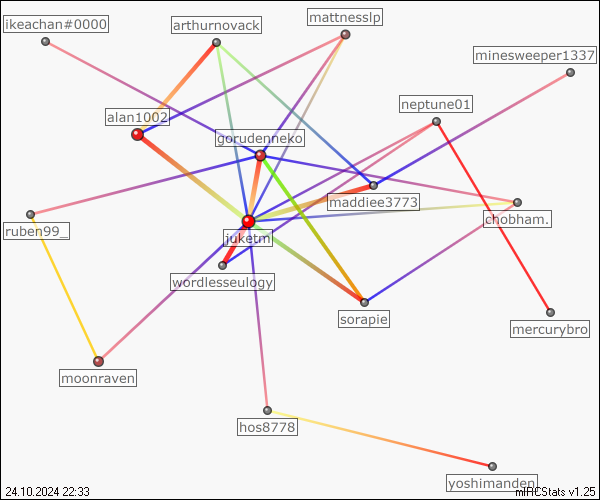 ikeachan#0000
arthurnovack
mattnesslp
minesweeper1337
neptune01
alan1002
gorudenneko
maddiee3773
chobham.
ruben99_
juketm
wordlesseulogy
sorapie
mercurybro
moonraven
hos8778
yoshimanden
24.10.2024 22:33
mIRCStats v1.25